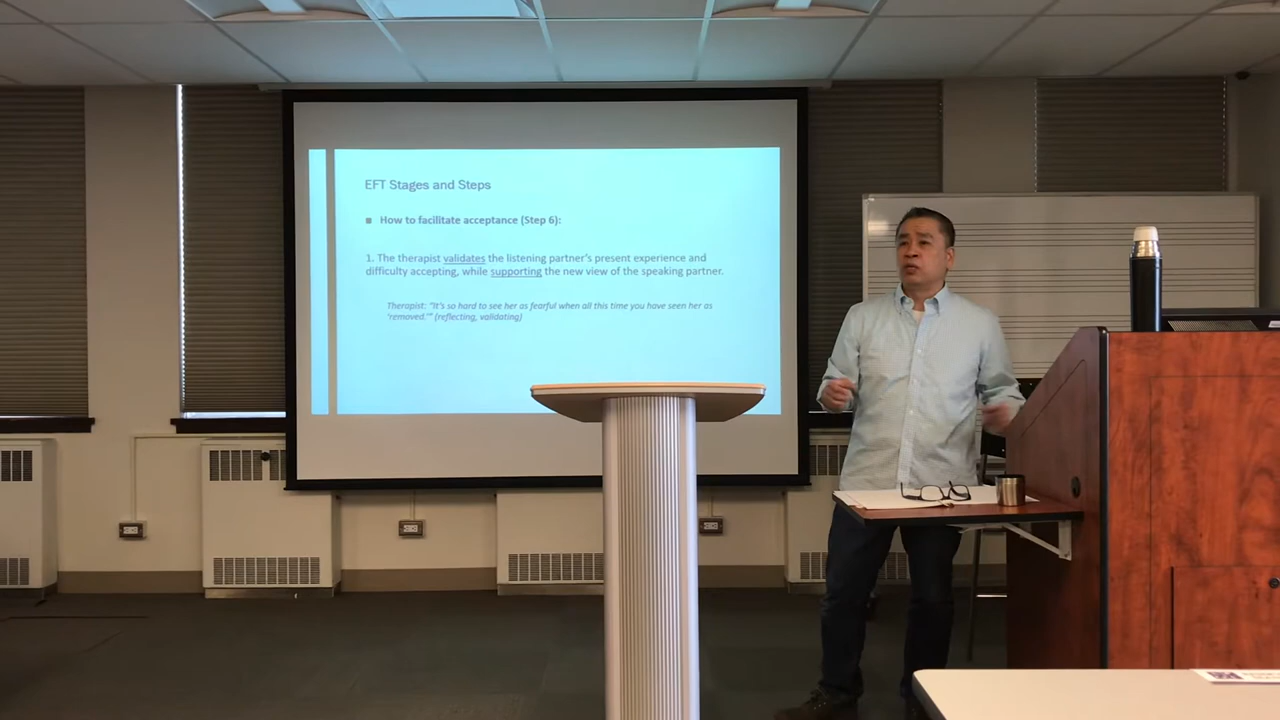 EFT Stages and Steps
How to facilitate acceptance (Step 6):
1. The therapist validates the listening partner's present experience and
difficulty accepting, while supporting the new view of the speaking partner.
Therapist: "It's so hard to see her as fearful when all this time you have seen her as
'removed.'" (reflecting, validating)